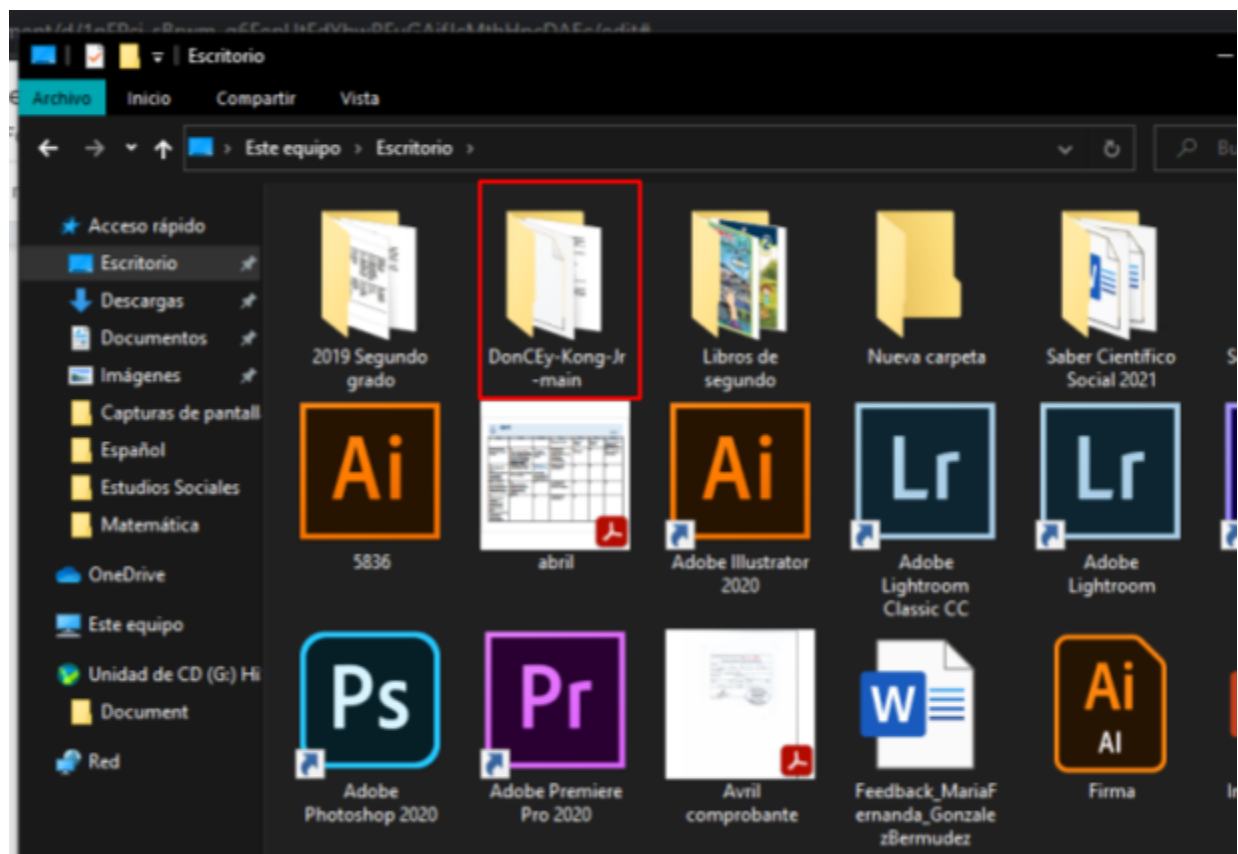 Escritorio
Archivo Inicio Compartir Vista
Este equipo > Escritorio >
Bu
Acceso rápido
Escritorio
Descargas
Documentos
Imágenes
Capturas de pantall
Español
Estudios Sociales
Matemática
OneDrive
Este equipo
Unidad de CD (G:) Hi
Document
Red
2019 Segundo
grado
DonCEy-Kong-Jr
-main
Libros de
segundo
Nueva carpeta
Saber Científico
Social 2021
Ai
5836
abril
Ai
Adobe Illustrator
2020
Lr
Adobe
Lightroom
Classic CC
Lr
Adobe
Lightroom
Ps
Adobe
Photoshop 2020
Pr
Adobe Premiere
Pro 2020
Avril
comprobante
W
Feedback_MariaF
ernanda_Gonzale
zBermudez
Ai
AI
Firma